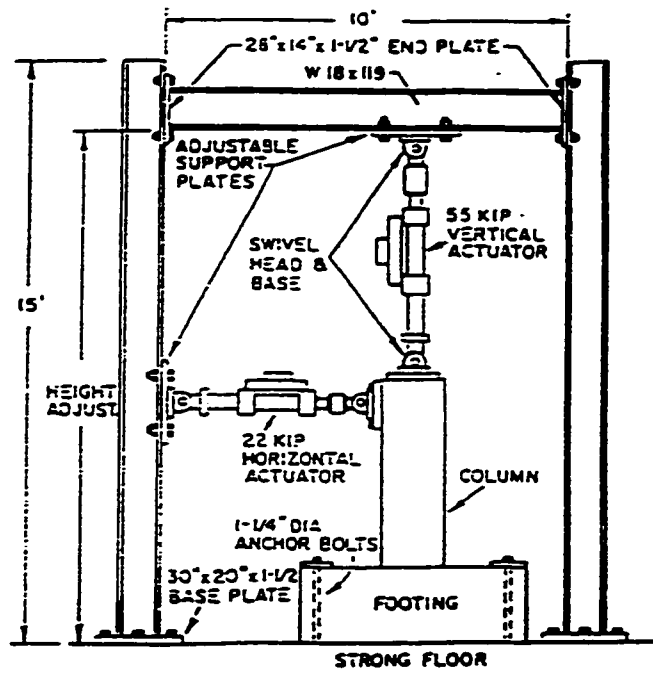 10'
28"x14"x1-1/2" END PLATE
W 18x119
ADJUSTABLE
SUPPORT
PLATES
55 KIP
VERTICAL
ACTUATOR
SWIVEL
HEAD &
BASE
15'
HEIGHT
ADJUST.
22 KIP
HORIZONTAL
ACTUATOR
COLUMN
1-1/4" DIA
ANCHOR BOLTS
30"x20"x1-1/2
BASE PLATE
FOOTING
STRONG FLOOR